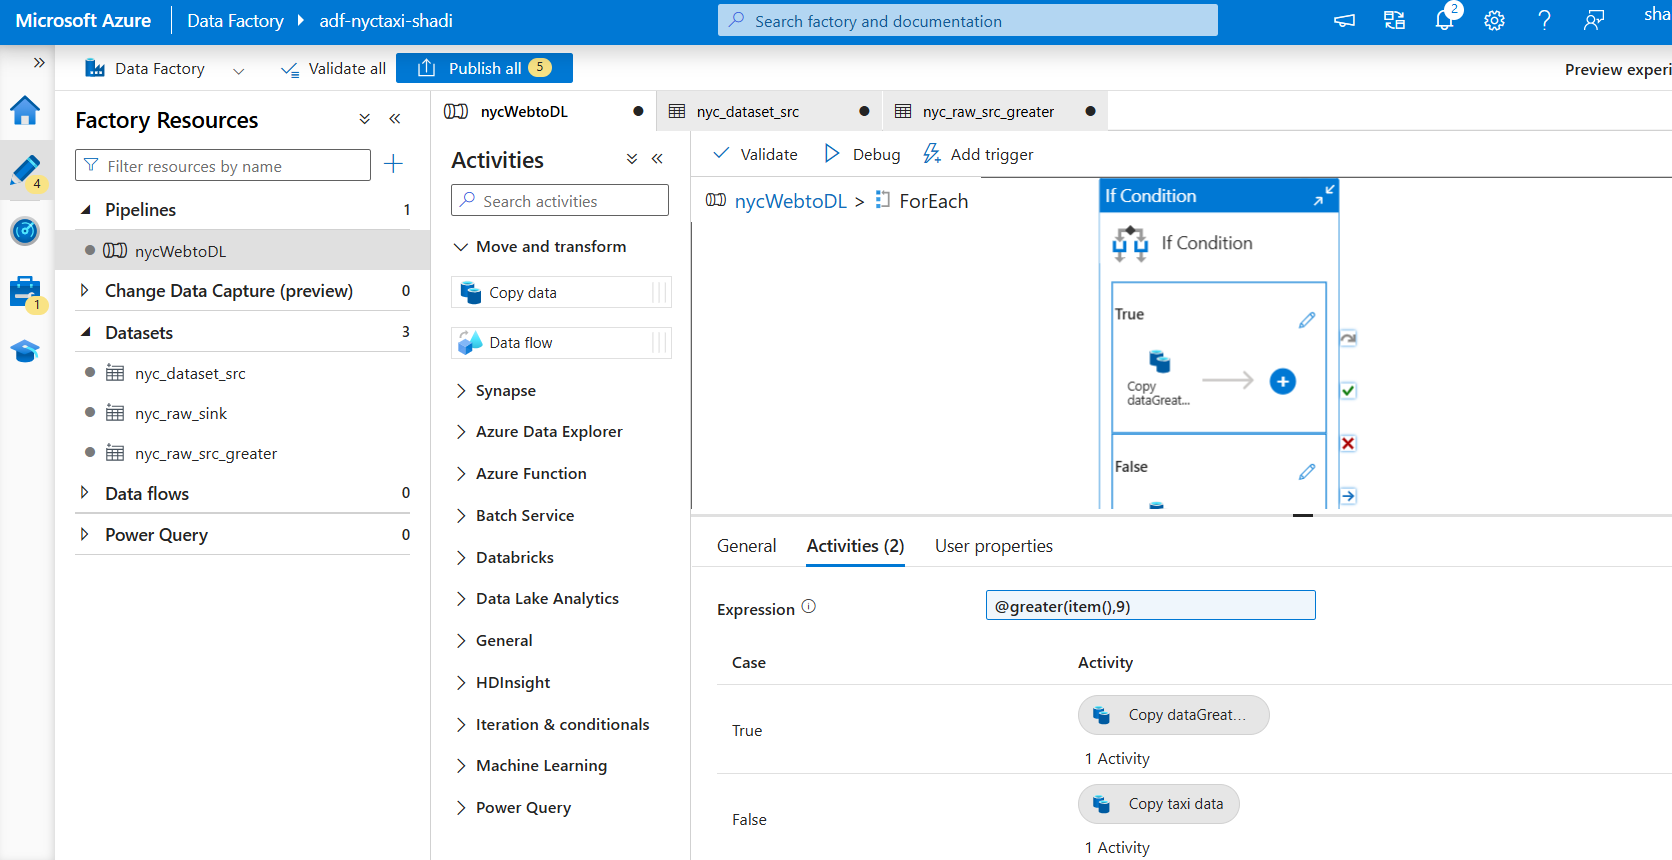 Microsoft Azure
Data Factory
adf-nyctaxi-shadi
Search factory and documentation
2
sha
Data Factory
Validate all
Publish all
5
Preview experi
4
1
Factory Resources
Filter resources by name
Pipelines
1
nycWebtoDL
Change Data Capture (preview)
0
Datasets
3
nyc_dataset_src
nyc_raw_sink
nyc_raw_src_greater
Data flows
0
Power Query
0
nycWebtoDL
nyc_dataset_src
nyc_raw_src_greater
Activities
Search activities
Move and transform
Copy data
Data flow
Synapse
Azure Data Explorer
Azure Function
Batch Service
Databricks
Data Lake Analytics
General
HDInsight
Iteration & conditionals
Machine Learning
Power Query
Validate
Debug
Add trigger
nycWebtoDL > ForEach
If Condition
If Condition
True
Copy
dataGreat...
False
General
Activities (2)
User properties
Expression
@greater(item(),9)
Case
Activity
True
Copy dataGreat...
1 Activity
False
Copy taxi data
1 Activity